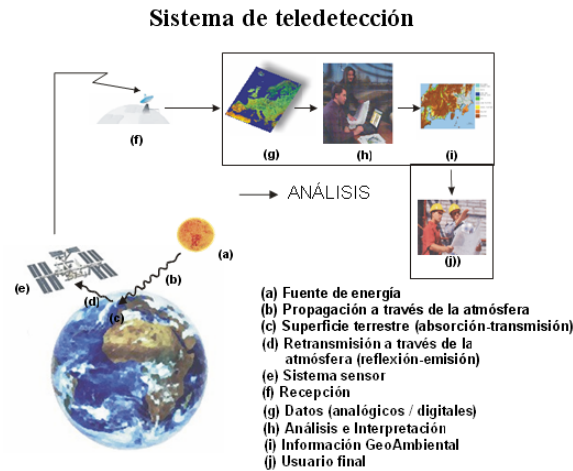 Sistema de teledetección
(f)
(g)
(h)
(i)
ANÁLISIS
(j))
(a)
(b)
(e)
(d)
(c)
(a) Fuente de energía
(b) Propagación a través de la atmósfera
(c) Superficie terrestre (absorción-transmisión)
(d) Retransmisión a través de la
atmósfera (reflexión-emisión)
(e) Sistema sensor
(f) Recepción
(g) Datos (analógicos / digitales)
(h) Análisis e Interpretación
(i) Información GeoAmbiental
(j) Usuario final